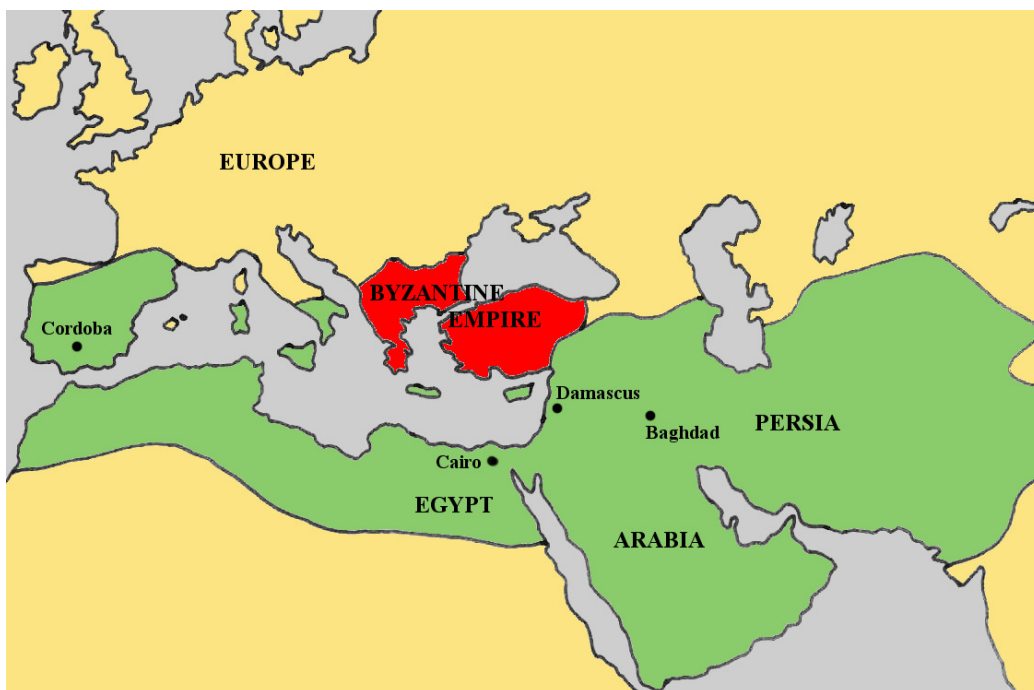 EUROPE
BYZANTINE
EMPIRE
Cordoba
Damascus
Baghdad
PERSIA
Cairo
EGYPT
ARABIA